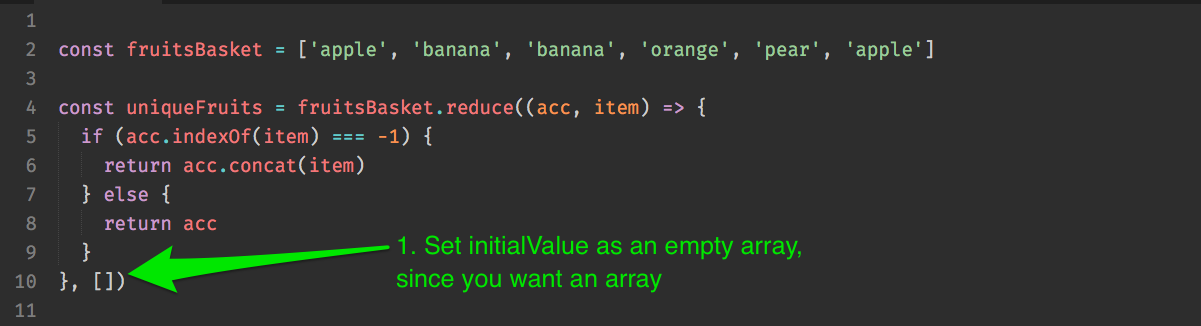 1
2 const fruitsBasket = ['apple', 'banana', 'banana', 'orange', 'pear', 'apple']
3
4 const uniqueFruits = fruitsBasket.reduce((acc, item) => {
5   if (acc.indexOf(item) === -1) {
6     return acc.concat(item)
7   } else {
8     return acc
9   }
1. Set initialValue as an empty array,
since you want an array
10 }, [])
11